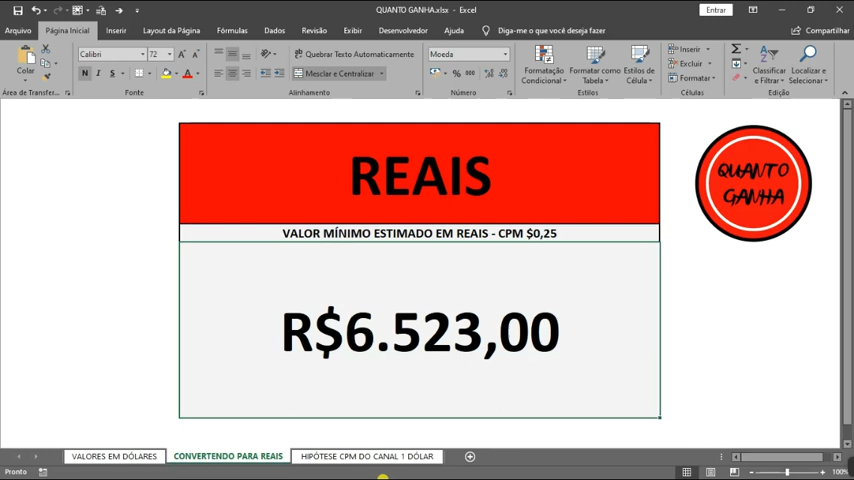 QUANTO GANHA.xlsx - Excel
Entrar
Arquivo Página Inicial Inserir Layout da Página Fórmulas Dados Revisão Exibir Desenvolvedor Ajuda Diga-me o que você deseja fazer Compartilhar
Colar
Calibri 72
N I S
Quebrar Texto Automaticamente
Mesclar e Centralizar
Moeda
% 000
Formatação Condicional
Formatar como Tabela
Estilos de Célula
Inserir
Excluir
Formatar
Classificar e Filtrar
Localizar e Selecionar
Área de Transfer... Fonte Alinhamento Número Estilos Células Edição
REAIS
QUANTO
GANHA
VALOR MÍNIMO ESTIMADO EM REAIS - CPM $0,25
R$6.523,00
VALORES EM DÓLARES CONVERTENDO PARA REAIS HIPÓTESE CPM DO CANAL 1 DÓLAR
Pronto
100%